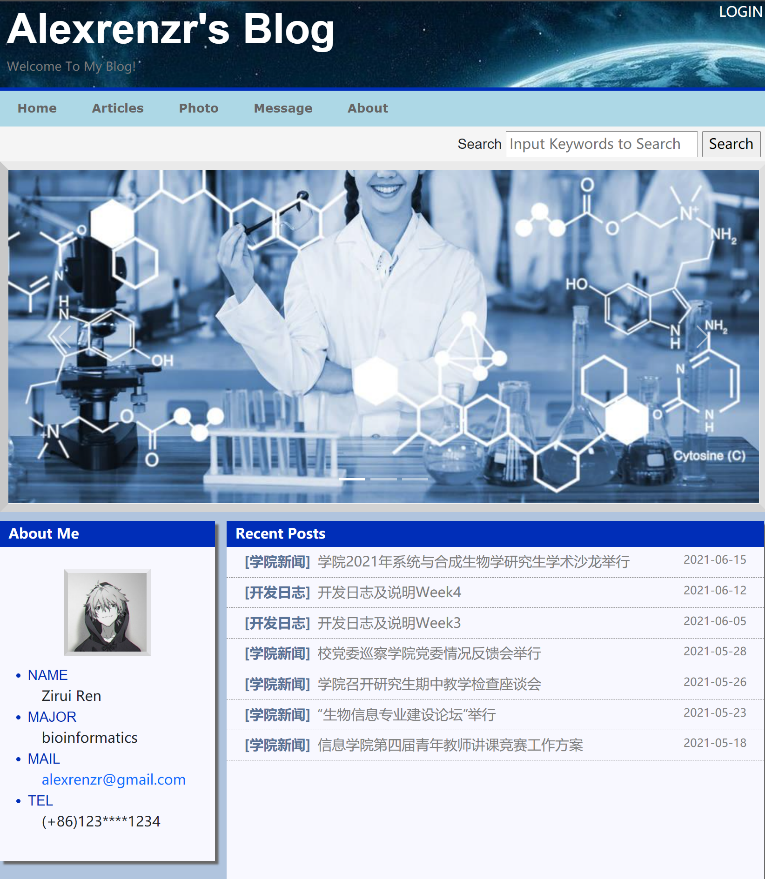 LOGIN
Alexrenzr's Blog
Welcome To My Blog!
Home Articles Photo Message About
Search Input Keywords to Search Search
N⁺
NH₂
HO
N
H
NH₂
N
O
N
H
Cytosine (C)
O
O
N
N
H
N
OH
N
O
O
About Me
NAME
Zirui Ren
MAJOR
bioinformatics
MAIL
alexrenzr@gmail.com
TEL
(+86)123****1234
Recent Posts
[学院新闻] 学院2021年系统与合成生物学研究生学术沙龙举行 2021-06-15
[开发日志] 开发日志及说明Week4 2021-06-12
[开发日志] 开发日志及说明Week3 2021-06-05
[学院新闻] 校党委巡察学院党委情况反馈会举行 2021-05-28
[学院新闻] 学院召开研究生期中教学检查座谈会 2021-05-26
[学院新闻] “生物信息专业建设论坛”举行 2021-05-23
[学院新闻] 信息学院第四届青年教师讲课竞赛工作方案 2021-05-18